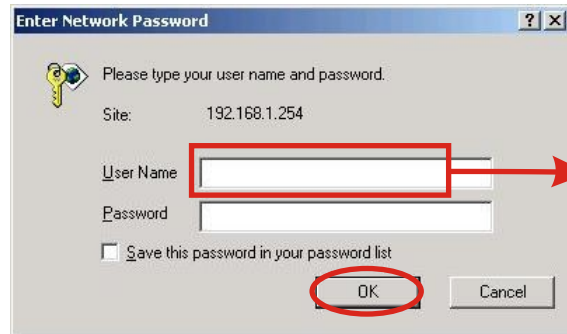 Enter Network Password
Please type your user name and password.
Site: 192.168.1.254
User Name
Password
Save this password in your password list
OK Cancel